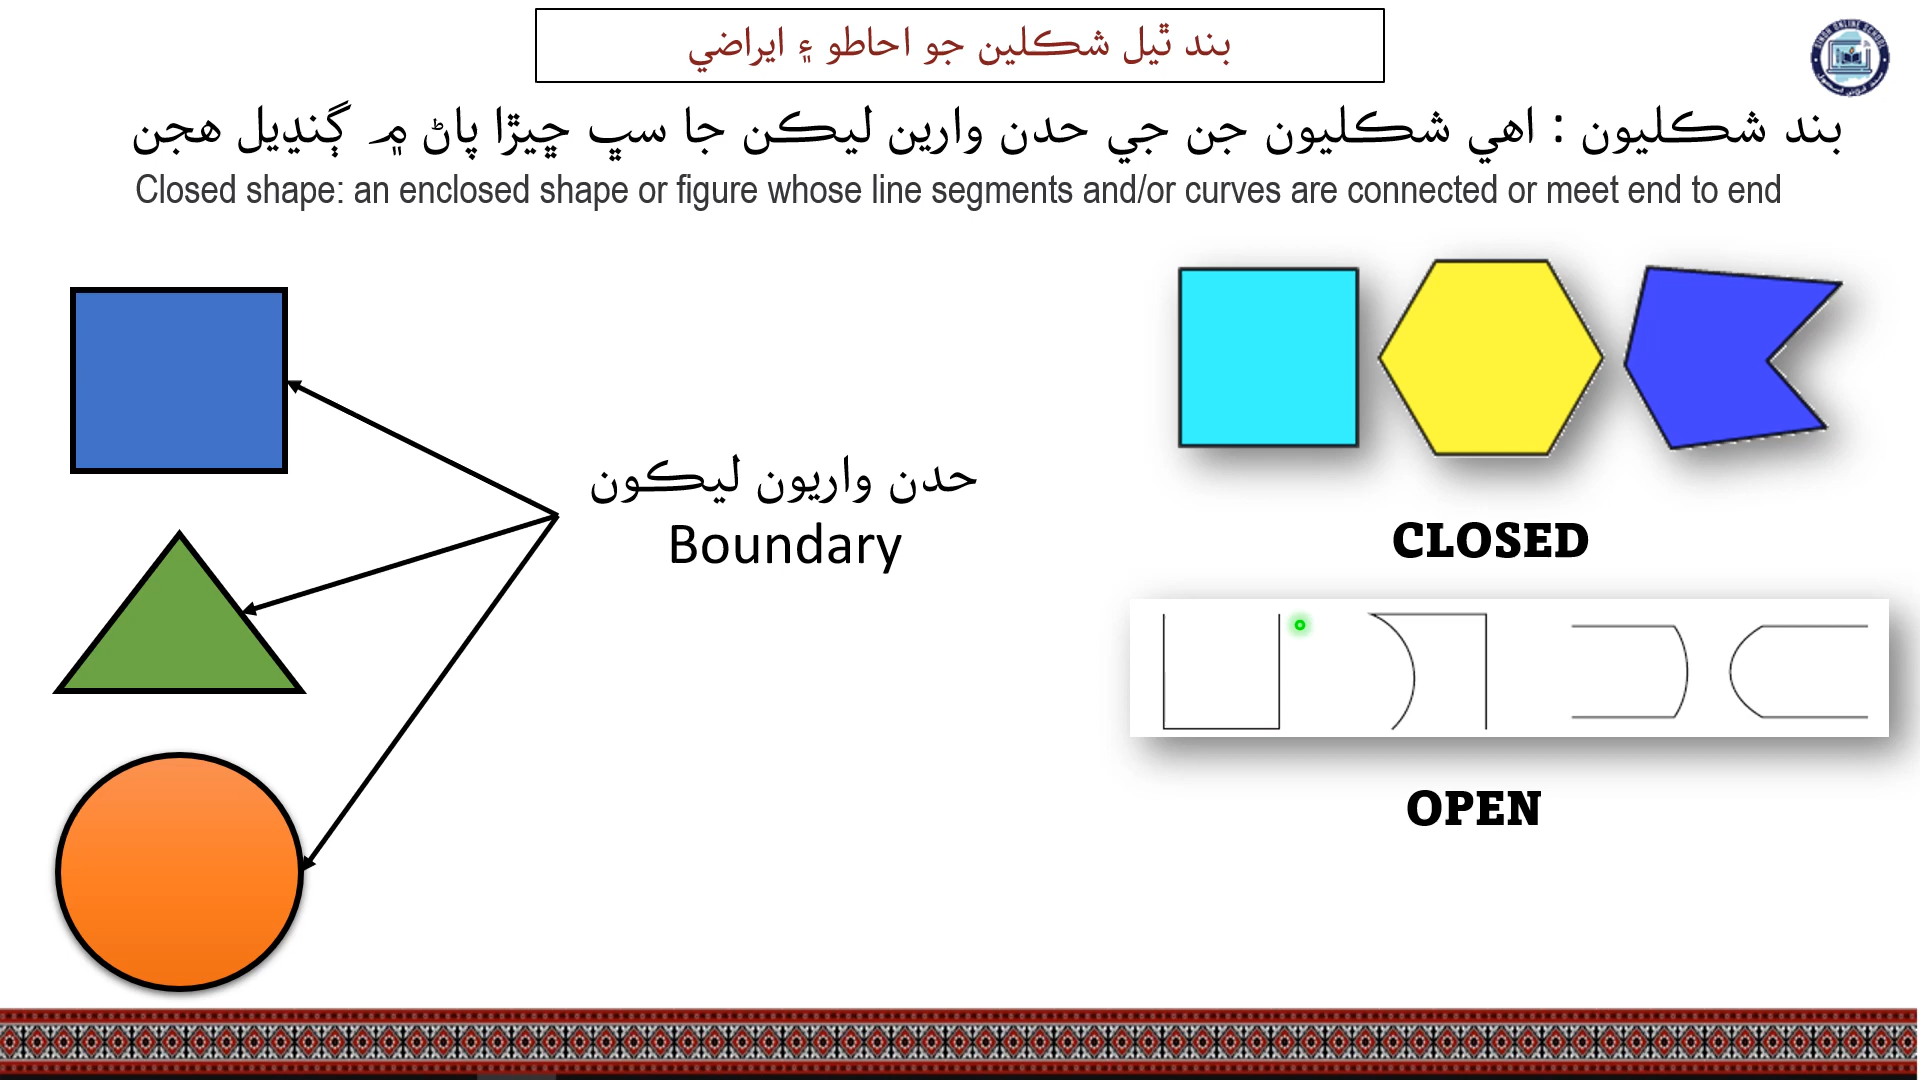 بند ٿيل شڪلين جو احاطو ۽ ايراضي
بند شڪليون : اهي شڪليون جن جي حدن وارين ليڪن جا سڀ ڇيڙا پاڻ ۾ ڳنڍيل هجن
Closed shape: an enclosed shape or figure whose line segments and/or curves are connected or meet end to end
حدن واريون ليڪون
Boundary
CLOSED
OPEN